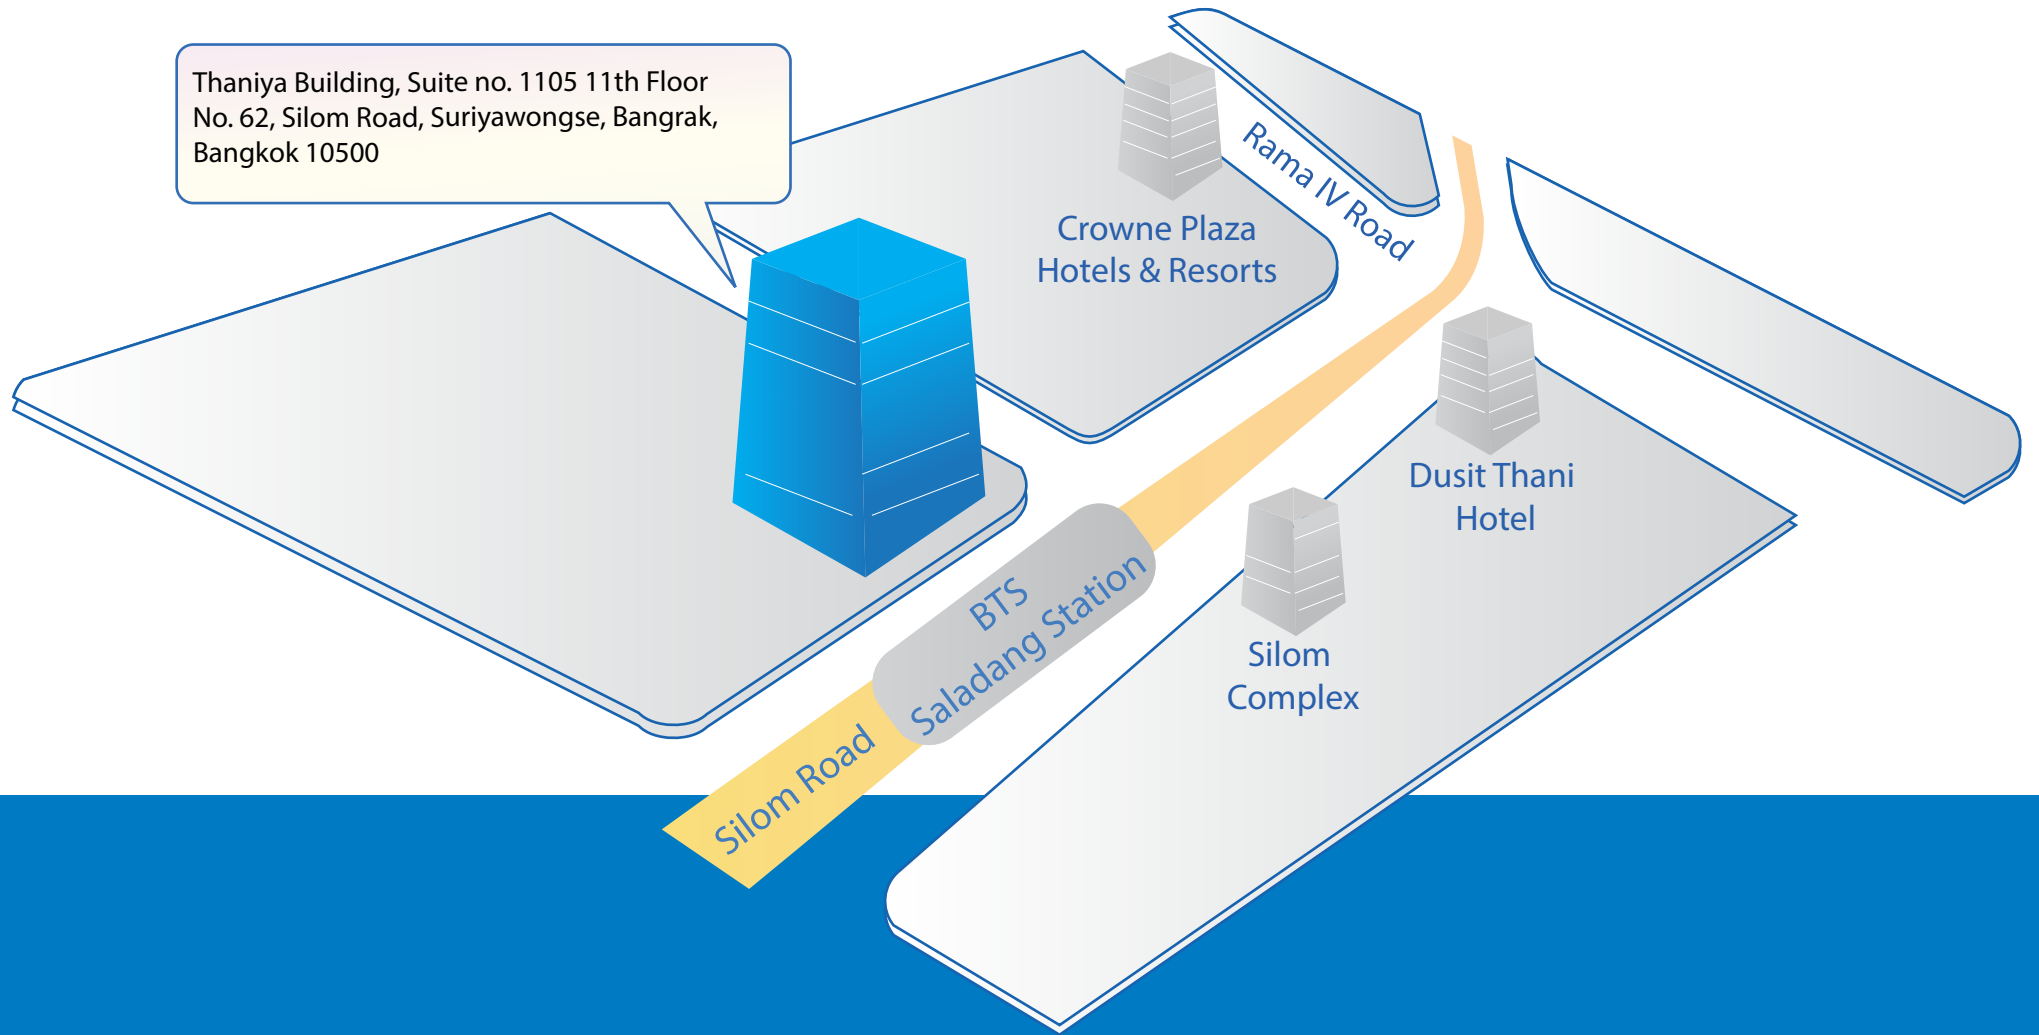 Thaniya Building, Suite no. 1105 11th Floor
No. 62, Silom Road, Suriyawongse, Bangrak,
Bangkok 10500
Rama IV Road
Crowne Plaza
Hotels & Resorts
Dusit Thani
Hotel
BTS
Saladang Station
Silom
Complex
Silom Road